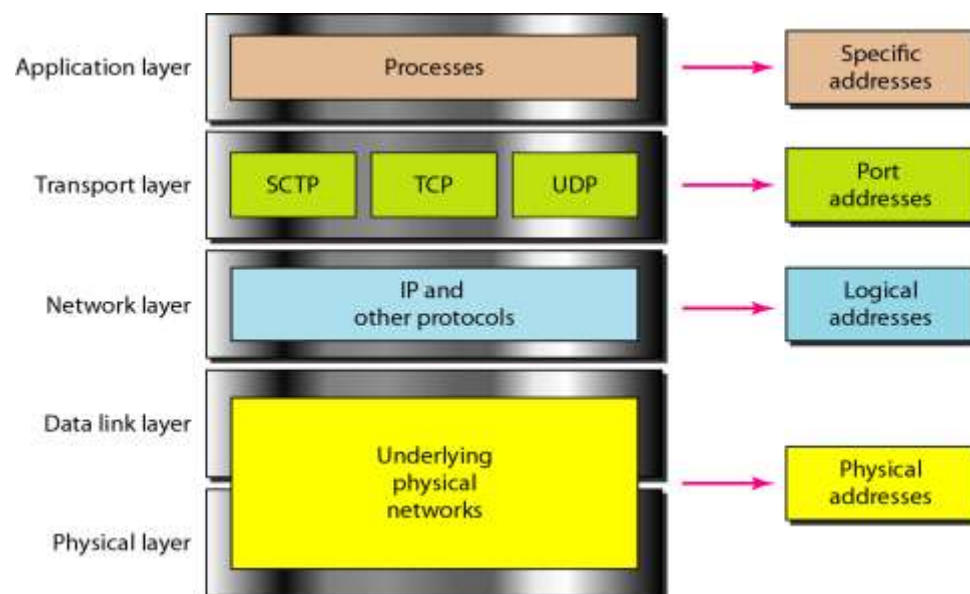 Application layer
Processes
Specific
addresses
Transport layer
SCTP
TCP
UDP
Port
addresses
Network layer
IP and
other protocols
Logical
addresses
Data link layer
Underlying
physical
networks
Physical
addresses
Physical layer